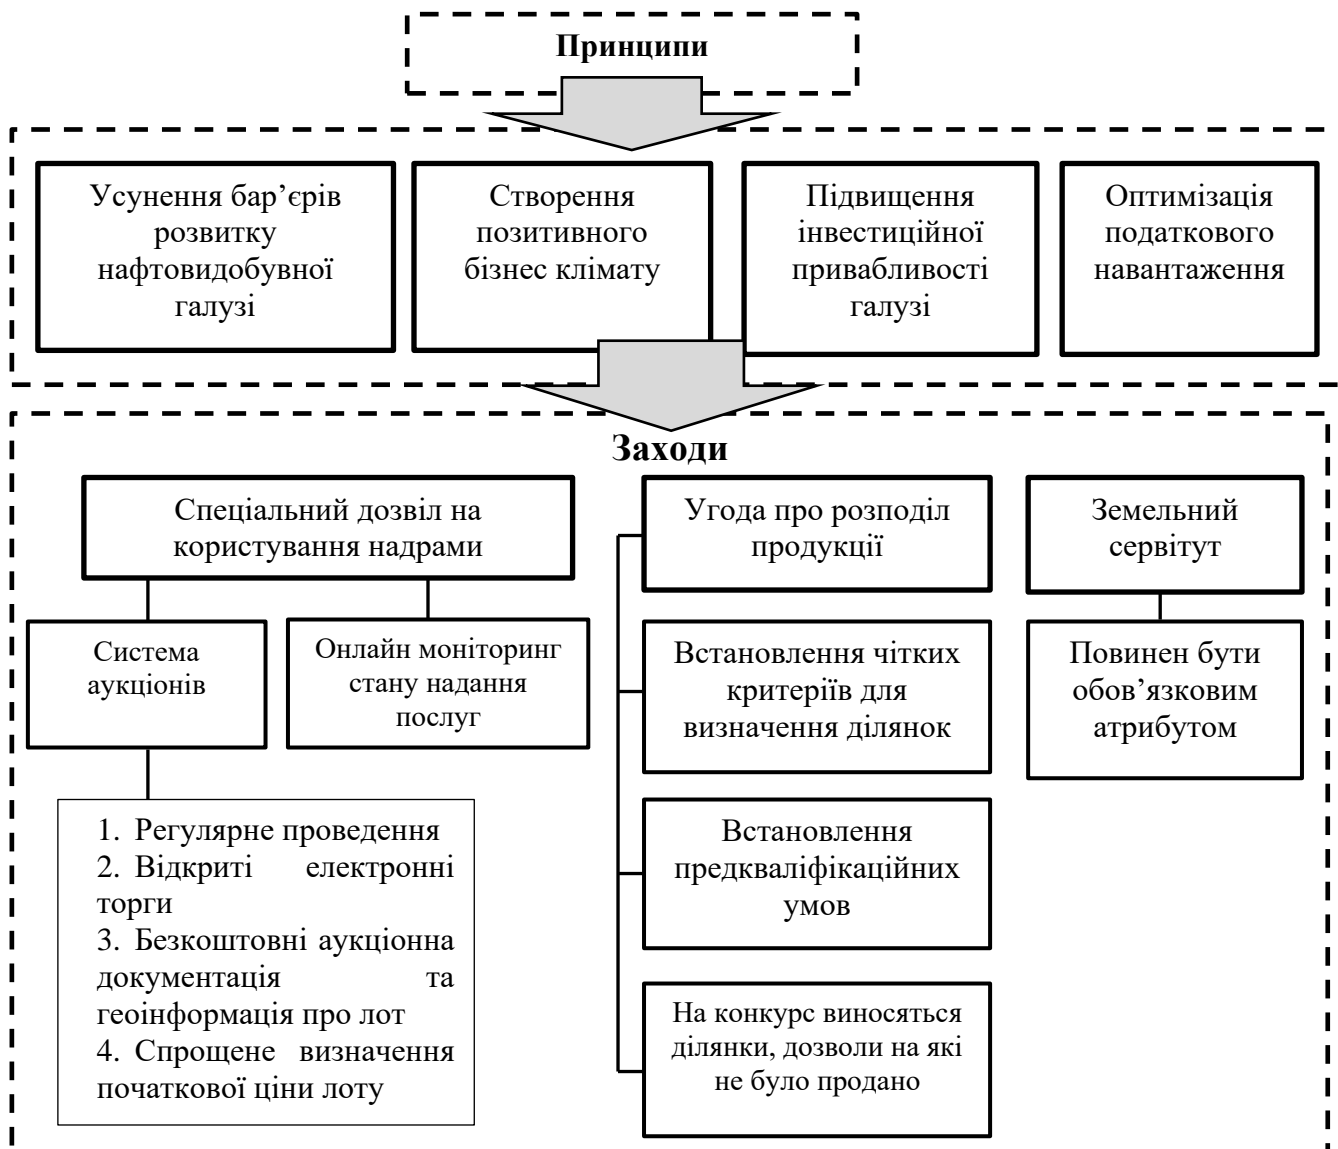 Принципи
Усунення бар’єрів
розвитку
нафтовидобувної
галузі
Створення
позитивного
бізнес клімату
Підвищення
інвестиційної
привабливості
галузі
Оптимізація
податкового
навантаження
Заходи
Спеціальний дозвіл на
користування надрами
Система
аукціонів
Онлайн моніторинг
стану надання
послуг
1. Регулярне проведення
2. Відкриті електронні
торги
3. Безкоштовні аукціонна
документація та
геоінформація про лот
4. Спрощене визначення
початкової ціни лоту
Угода про розподіл
продукції
Встановлення чітких
критеріїв для
визначення ділянок
Встановлення
предкваліфікаційних
умов
На конкурс виносяться
ділянки, дозволи на які
не було продано
Земельний
сервітут
Повинен бути
обов’язковим
атрибутом